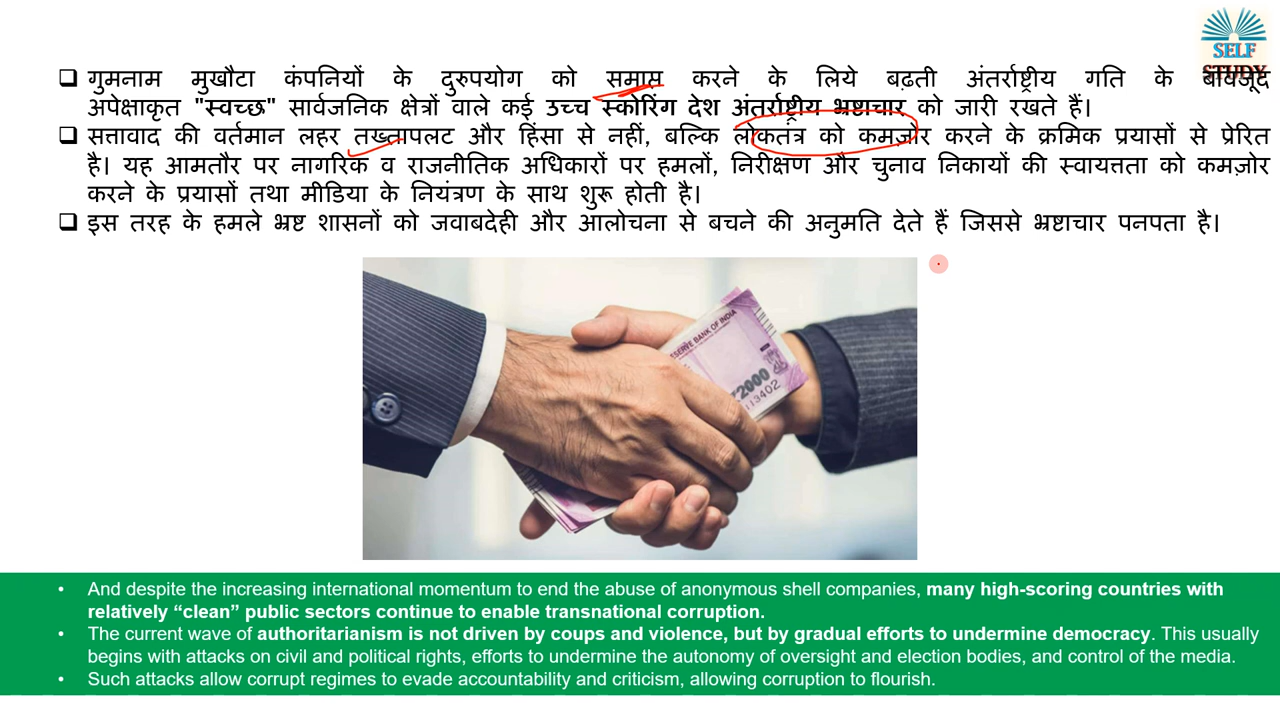 SELF
STUDY
गुमनाम मुखौटा कंपनियों के दुरुपयोग को समाप्त करने के लिये बढ़ती अंतर्राष्ट्रीय गति के बावजूद
अपेक्षाकृत "स्वच्छ" सार्वजनिक क्षेत्रों वाले कई उच्च स्कोरिंग देश अंतर्राष्ट्रीय भ्रष्टाचार को जारी रखते हैं।
सत्तावाद की वर्तमान लहर तख्तापलट और हिंसा से नहीं, बल्कि लोकतंत्र को कमज़ोर करने के क्रमिक प्रयासों से प्रेरित
है। यह आमतौर पर नागरिक व राजनीतिक अधिकारों पर हमलों, निरीक्षण और चुनाव निकायों की स्वायत्तता को कमज़ोर
करने के प्रयासों तथा मीडिया के नियंत्रण के साथ शुरू होती है।
इस तरह के हमले भ्रष्ट शासनों को जवाबदेही और आलोचना से बचने की अनुमति देते हैं जिससे भ्रष्टाचार पनपता है।
SERVE BANK OF INDIA
₹2000
113402
• And despite the increasing international momentum to end the abuse of anonymous shell companies, many high-scoring countries with
relatively “clean” public sectors continue to enable transnational corruption.
• The current wave of authoritarianism is not driven by coups and violence, but by gradual efforts to undermine democracy. This usually
begins with attacks on civil and political rights, efforts to undermine the autonomy of oversight and election bodies, and control of the media.
• Such attacks allow corrupt regimes to evade accountability and criticism, allowing corruption to flourish.